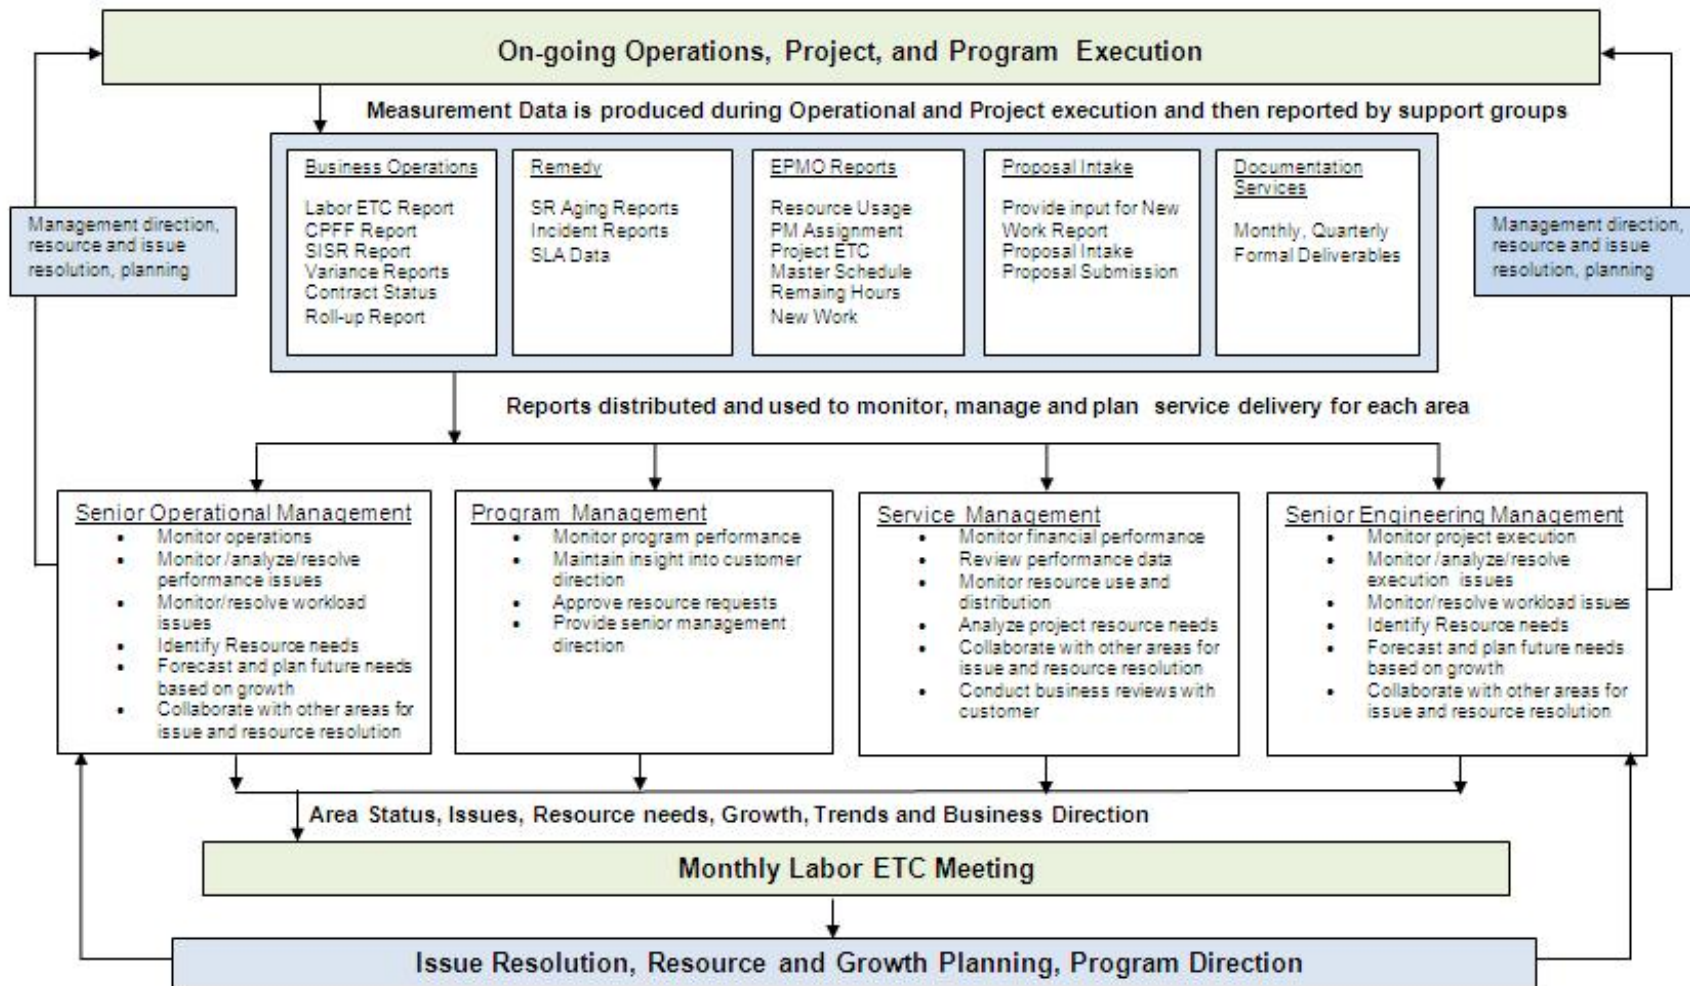 On-going Operations, Project, and Program Execution
Measurement Data is produced during Operational and Project execution and then reported by support groups
Business Operations
Labor ETC Report
CPFF Report
SISR Report
Variance Reports
Contract Status
Roll-up Report
Remedy
SR Aging Reports
Incident Reports
SLA Data
EPMO Reports
Resource Usage
PM Assignment
Project ETC
Master Schedule
Remaing Hours
New Work
Proposal Intake
Provide input for New
Work Report
Proposal Intake
Proposal Submission
Documentation
Services
Monthly, Quarterly
Formal Deliverables
Management direction,
resource and issue
resolution, planning
Management direction,
resource and issue
resolution, planning
Reports distributed and used to monitor, manage and plan service delivery for each area
Senior Operational Management
• Monitor operations
• Monitor /analyze/resolve
performance issues
• Monitor/resolve workload
issues
• Identify Resource needs
• Forecast and plan future needs
based on growth
• Collaborate with other areas for
issue and resource resolution
Program Management
• Monitor program performance
• Maintain insight into customer
direction
• Approve resource requests
• Provide senior management
direction
Service Management
• Monitor financial performance
• Review performance data
• Monitor resource use and
distribution
• Analyze project resource needs
• Collaborate with other areas for
issue and resource resolution
• Conduct business reviews with
customer
Senior Engineering Management
• Monitor project execution
• Monitor /analyze/resolve
execution issues
• Monitor/resolve workload issues
• Identify Resource needs
• Forecast and plan future needs
based on growth
• Collaborate with other areas for
issue and resource resolution
Area Status, Issues, Resource needs, Growth, Trends and Business Direction
Monthly Labor ETC Meeting
Issue Resolution, Resource and Growth Planning, Program Direction